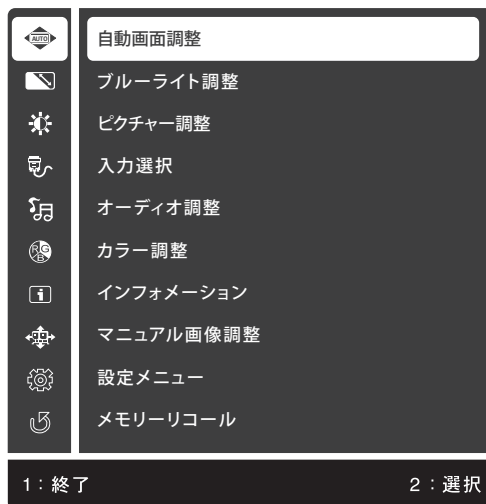 AUTO
自動画面調整
ブルーライト調整
ピクチャー調整
入力選択
オーディオ調整
R G B
カラー調整
i
インフォメーション
マニュアル画像調整
設定メニュー
メモリーリコール
1：終了
2：選択